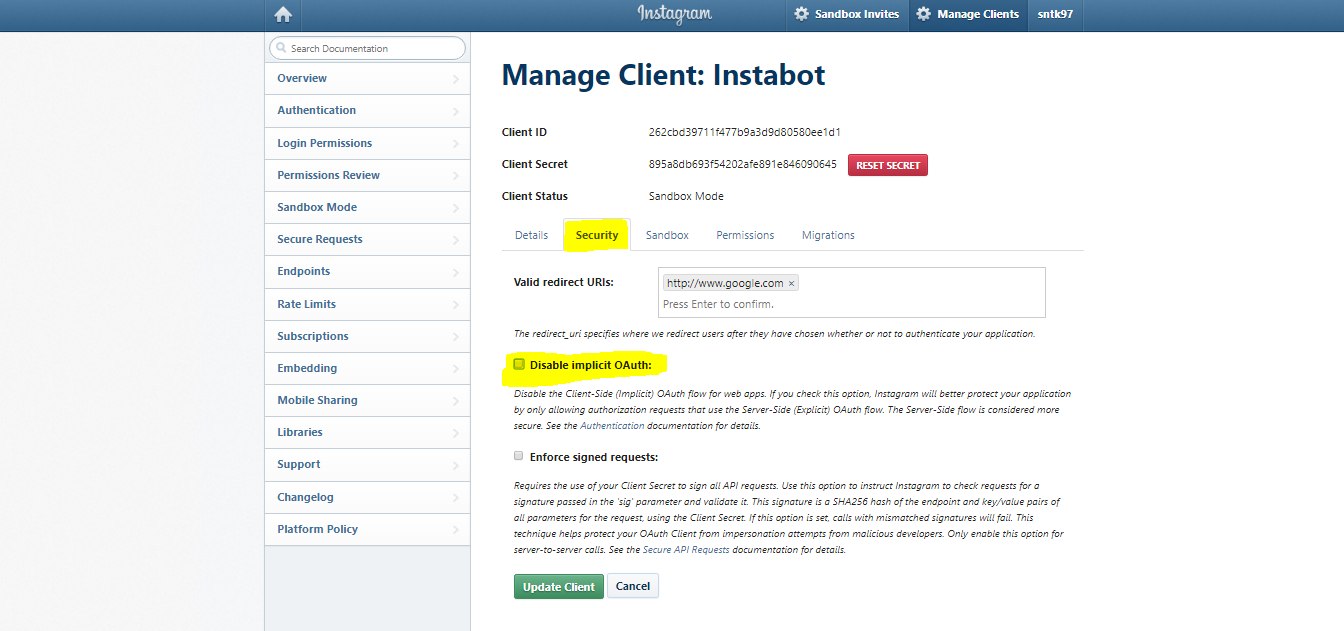 Instagram
Sandbox Invites
Manage Clients
sntk97
Search Documentation
Overview
Authentication
Login Permissions
Permissions Review
Sandbox Mode
Secure Requests
Endpoints
Rate Limits
Subscriptions
Embedding
Mobile Sharing
Libraries
Support
Changelog
Platform Policy
Manage Client: Instabot
Client ID 262cbd39711f477b9a3d9d80580ee1d1
Client Secret 895a8db693f54202afe891e846090645 RESET SECRET
Client Status Sandbox Mode
Details Security Sandbox Permissions Migrations
Valid redirect URIs: http://www.google.com ×
Press Enter to confirm.
The redirect_uri specifies where we redirect users after they have chosen whether or not to authenticate your application.
Disable implicit OAuth:
Disable the Client-Side (Implicit) OAuth flow for web apps. If you check this option, Instagram will better protect your application
by only allowing authorization requests that use the Server-Side (Explicit) OAuth flow. The Server-Side flow is considered more
secure. See the Authentication documentation for details.
Enforce signed requests:
Requires the use of your Client Secret to sign all API requests. Use this option to instruct Instagram to check requests for a
signature passed in the 'sig' parameter and validate it. This signature is a SHA256 hash of the endpoint and key/value pairs of
all parameters for the request, using the Client Secret. If this option is set, calls with mismatched signatures will fail. This
technique helps protect your OAuth Client from impersonation attempts from malicious developers. Only enable this option for
server-to-server calls. See the Secure API Requests documentation for details.
Update Client Cancel